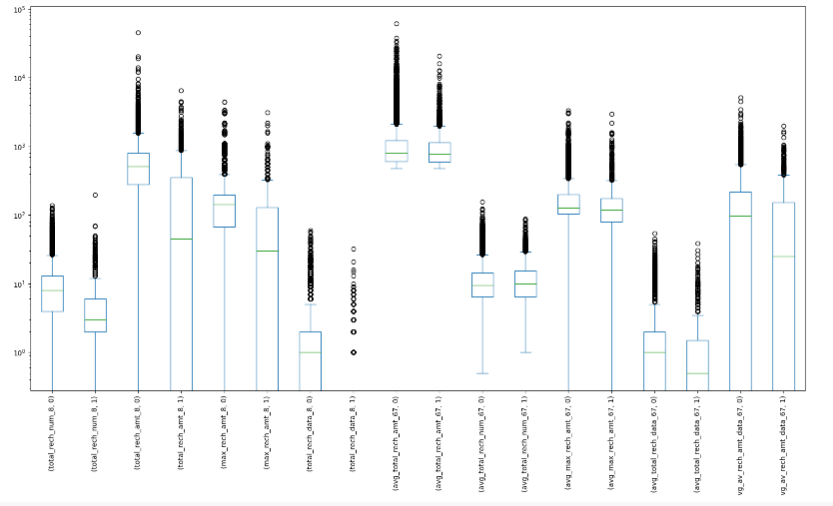 10⁵
10⁴
10³
10²
10¹
10⁰
(total_rech_num_8, 0)
(total_rech_num_8, 1)
(total_rech_amt_8, 0)
(total_rech_amt_8, 1)
(max_rech_amt_8, 0)
(max_rech_amt_8, 1)
(total_rech_data_8, 0)
(total_rech_data_8, 1)
(avg_total_rech_amt_67, 0)
(avg_total_rech_amt_67, 1)
(avg_total_rech_num_67, 0)
(avg_total_rech_num_67, 1)
(avg_max_rech_amt_67, 0)
(avg_max_rech_amt_67, 1)
(avg_total_rech_data_67, 0)
(avg_total_rech_data_67, 1)
vg_av_rech_amt_data_67, 0)
vg_av_rech_amt_data_67, 1)